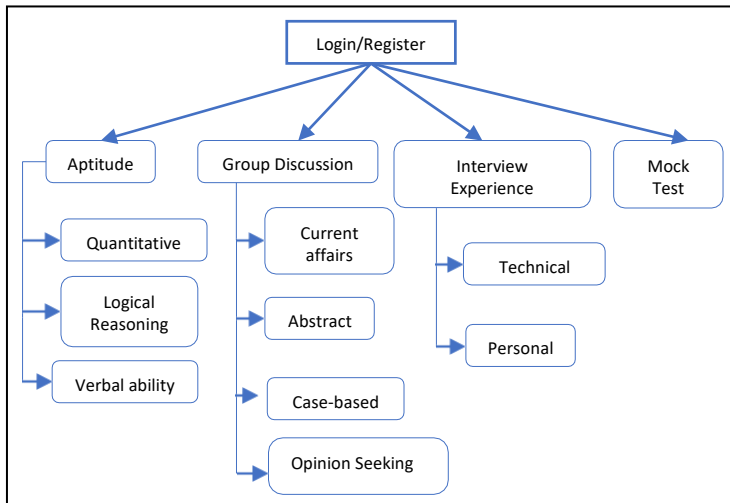 Login/Register
Aptitude
Group Discussion
Interview
Experience
Mock
Test
Quantitative
Logical
Reasoning
Verbal ability
Current
affairs
Abstract
Case-based
Opinion Seeking
Technical
Personal